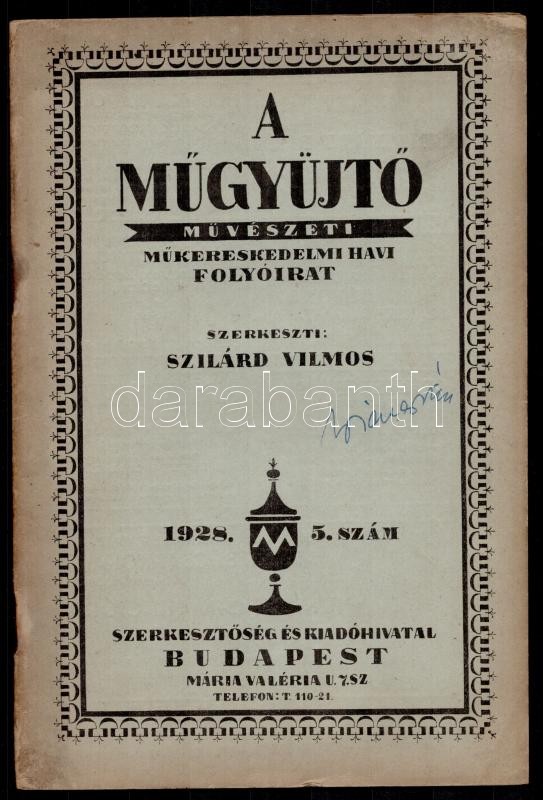 A
MŰGYÜJTŐ
MŰVÉSZETI
MŰKERESKEDELMI HAVI
FOLYÓIRAT
SZERKESZTI:
SZILÁRD VILMOS
darabanth
1928. M 5. SZÁM
SZERKESZTŐSÉG ÉS KIADÓHIVATAL
BUDAPEST
MÁRIA VALÉRIA U. 7. SZ
TELEFON: T. 110-21.